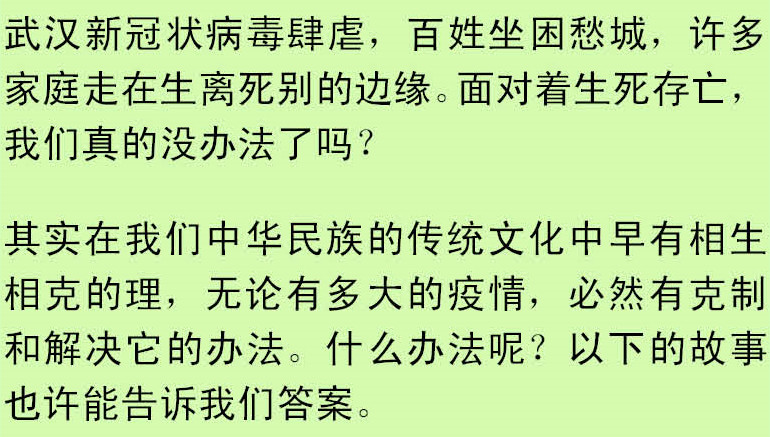 武汉新冠状病毒肆虐，百姓坐困愁城，许多
家庭走在生离死别的边缘。面对着生死存亡，
我们真的没办法了吗？
其实在我们中华民族的传统文化中早有相生
相克的理，无论有多大的疫情，必然有克制
和解决它的办法。什么办法呢？以下的故事
也许能告诉我们答案。